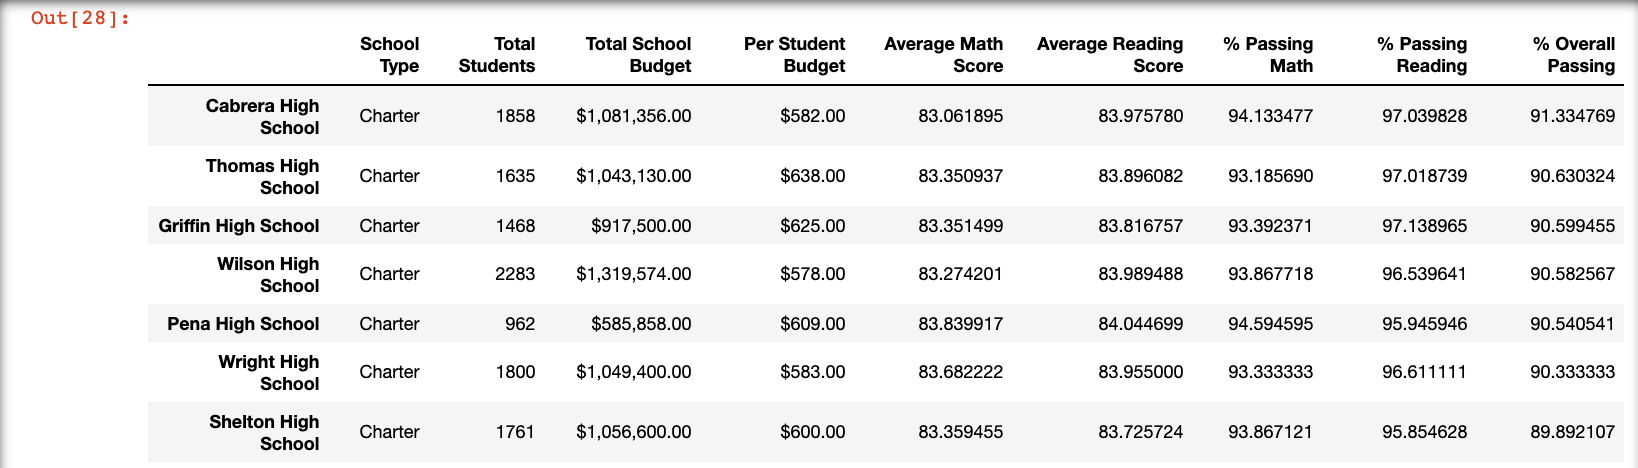 Out[28]:
School Type Total Students Total School Budget Per Student Budget Average Math Score Average Reading Score % Passing Math % Passing Reading % Overall Passing
Cabrera High School Charter 1858 $1,081,356.00 $582.00 83.061895 83.975780 94.133477 97.039828 91.334769
Thomas High School Charter 1635 $1,043,130.00 $638.00 83.350937 83.896082 93.185690 97.018739 90.630324
Griffin High School Charter 1468 $917,500.00 $625.00 83.351499 83.816757 93.392371 97.138965 90.599455
Wilson High School Charter 2283 $1,319,574.00 $578.00 83.274201 83.989488 93.867718 96.539641 90.582567
Pena High School Charter 962 $585,858.00 $609.00 83.839917 84.044699 94.594595 95.945946 90.540541
Wright High School Charter 1800 $1,049,400.00 $583.00 83.682222 83.955000 93.333333 96.611111 90.333333
Shelton High School Charter 1761 $1,056,600.00 $600.00 83.359455 83.725724 93.867121 95.854628 89.892107